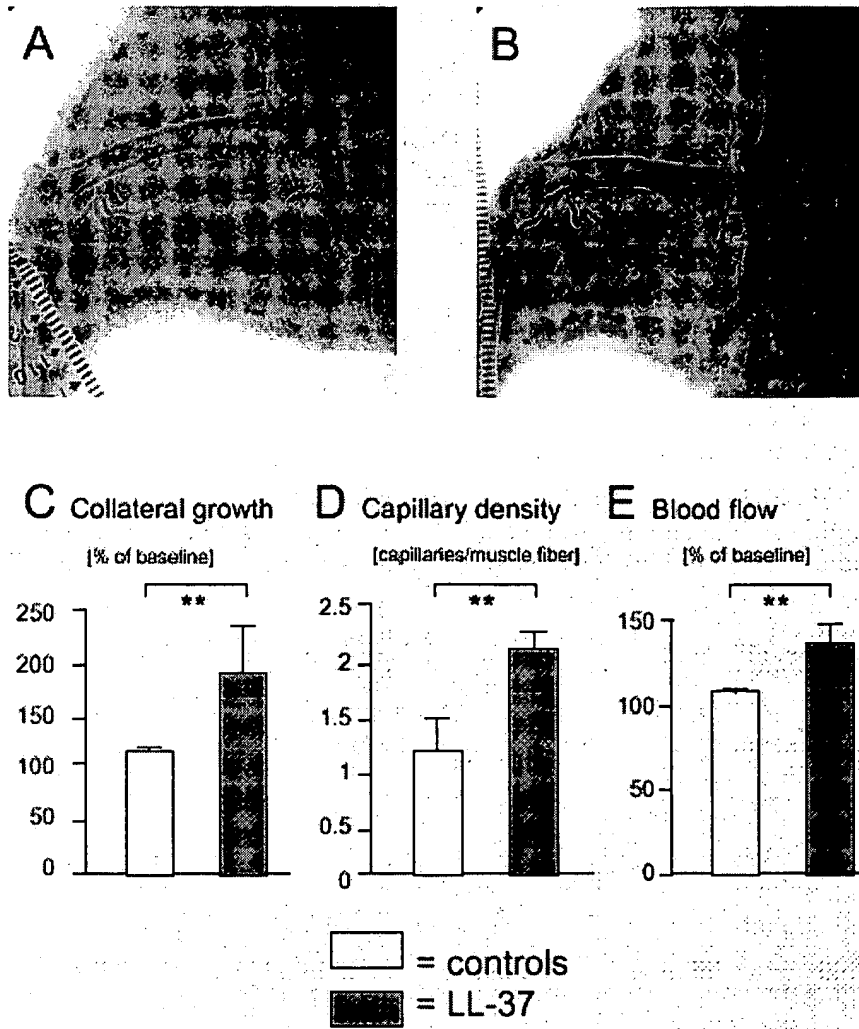 A
B
C Collateral growth
[% of baseline]
**
250
200
150
100
50
0
D Capillary density
[capillaries/muscle fiber]
**
2.5
2
1.5
1
0.5
0
E Blood flow
[% of baseline]
**
150
100
50
0
= controls
= LL-37